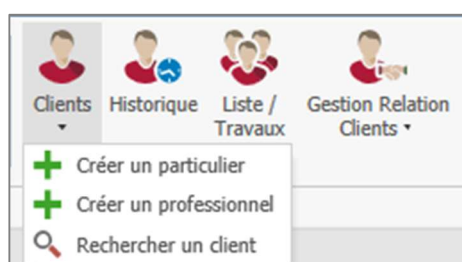 Clients
Historique
Liste /
Travaux
Gestion Relation
Clients
Créer un particulier
Créer un professionnel
Rechercher un client